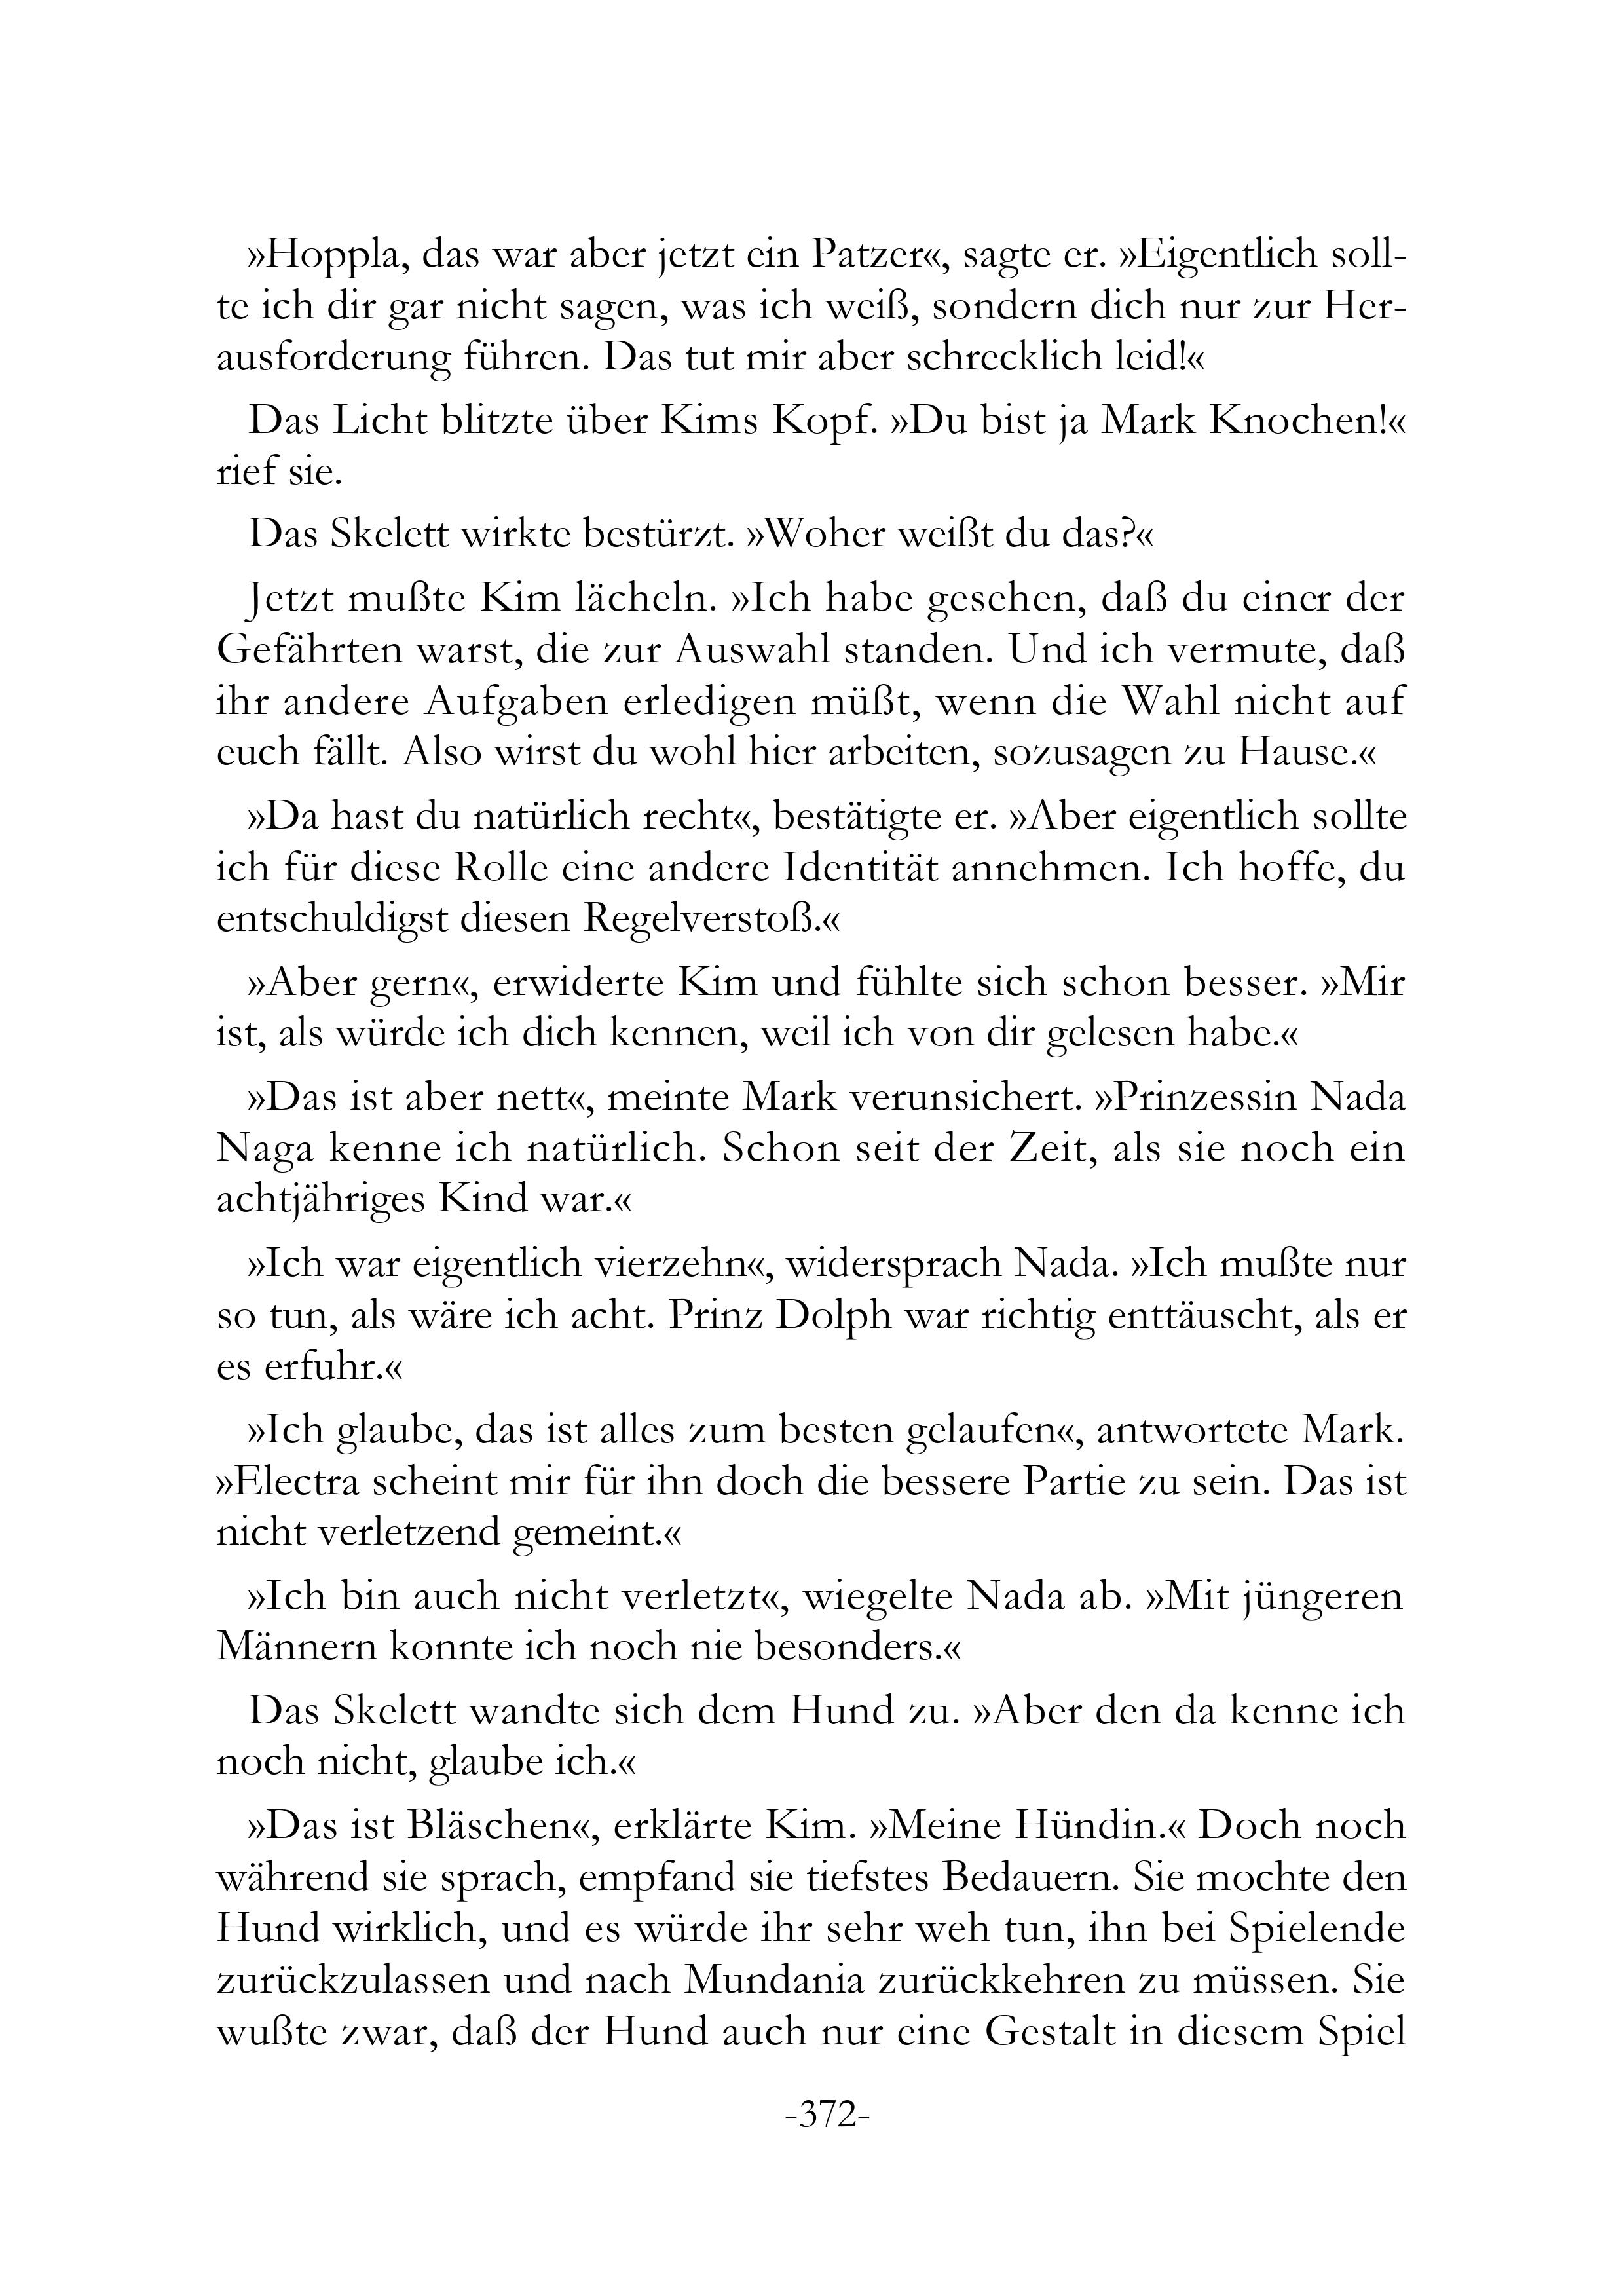 »Hoppla, das war aber jetzt ein Patzer«, sagte er. »Eigentlich soll-
te ich dir gar nicht sagen, was ich weiß, sondern dich nur zur Her-
ausforderung führen. Das tut mir aber schrecklich leid!«
Das Licht blitzte über Kims Kopf. »Du bist ja Mark Knochen!«
rief sie.
Das Skelett wirkte bestürzt. »Woher weißt du das?«
Jetzt mußte Kim lächeln. »Ich habe gesehen, daß du einer der
Gefährten warst, die zur Auswahl standen. Und ich vermute, daß
ihr andere Aufgaben erledigen müßt, wenn die Wahl nicht auf
euch fällt. Also wirst du wohl hier arbeiten, sozusagen zu Hause.«
»Da hast du natürlich recht«, bestätigte er. »Aber eigentlich sollte
ich für diese Rolle eine andere Identität annehmen. Ich hoffe, du
entschuldigst diesen Regelverstoß.«
»Aber gern«, erwiderte Kim und fühlte sich schon besser. »Mir
ist, als würde ich dich kennen, weil ich von dir gelesen habe.«
»Das ist aber nett«, meinte Mark verunsichert. »Prinzessin Nada
Naga kenne ich natürlich. Schon seit der Zeit, als sie noch ein
achtjähriges Kind war.«
»Ich war eigentlich vierzehn«, widersprach Nada. »Ich mußte nur
so tun, als wäre ich acht. Prinz Dolph war richtig enttäuscht, als er
es erfuhr.«
»Ich glaube, das ist alles zum besten gelaufen«, antwortete Mark.
»Electra scheint mir für ihn doch die bessere Partie zu sein. Das ist
nicht verletzend gemeint.«
»Ich bin auch nicht verletzt«, wiegelte Nada ab. »Mit jüngeren
Männern konnte ich noch nie besonders.«
Das Skelett wandte sich dem Hund zu. »Aber den da kenne ich
noch nicht, glaube ich.«
»Das ist Bläschen«, erklärte Kim. »Meine Hündin.« Doch noch
während sie sprach, empfand sie tiefstes Bedauern. Sie mochte den
Hund wirklich, und es würde ihr sehr weh tun, ihn bei Spielende
zurückzulassen und nach Mundania zurückkehren zu müssen. Sie
wußte zwar, daß der Hund auch nur eine Gestalt in diesem Spiel
-372-